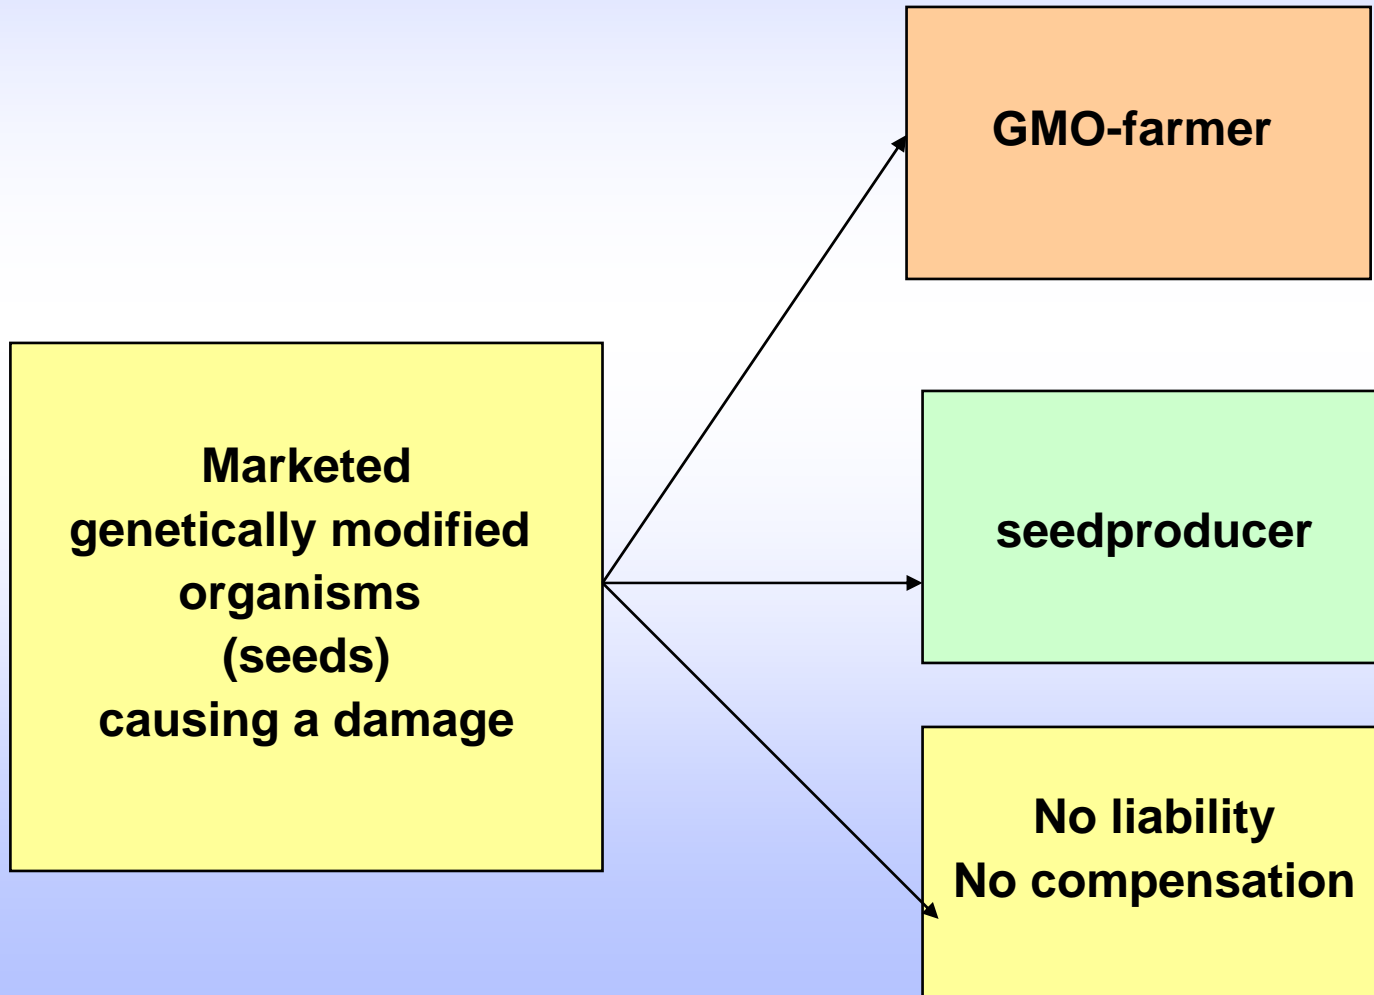 GMO-farmer
Marketed
genetically modified
organisms
(seeds)
causing a damage
seedproducer
No liability
No compensation